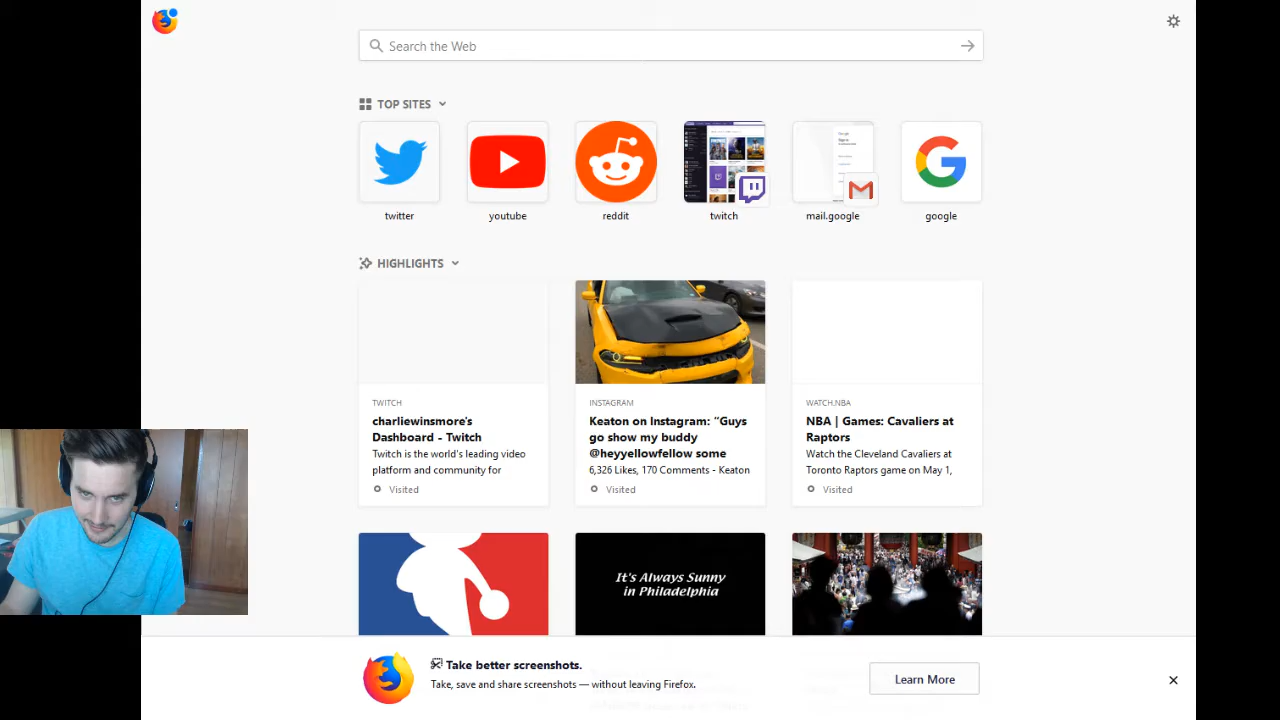 Search the Web
TOP SITES
twitter
youtube
reddit
twitch
mail.google
google
HIGHLIGHTS
TWITCH
charliewinsmore's
Dashboard - Twitch
Twitch is the world's leading video
platform and community for
Visited
INSTAGRAM
Keaton on Instagram: “Guys
go show my buddy
@heyyellowfellow some
6,326 Likes, 170 Comments - Keaton
Visited
WATCH.NBA
NBA | Games: Cavaliers at
Raptors
Watch the Cleveland Cavaliers at
Toronto Raptors game on May 1,
Visited
It's Always Sunny
in Philadelphia
Take better screenshots.
Take, save and share screenshots — without leaving Firefox.
Learn More